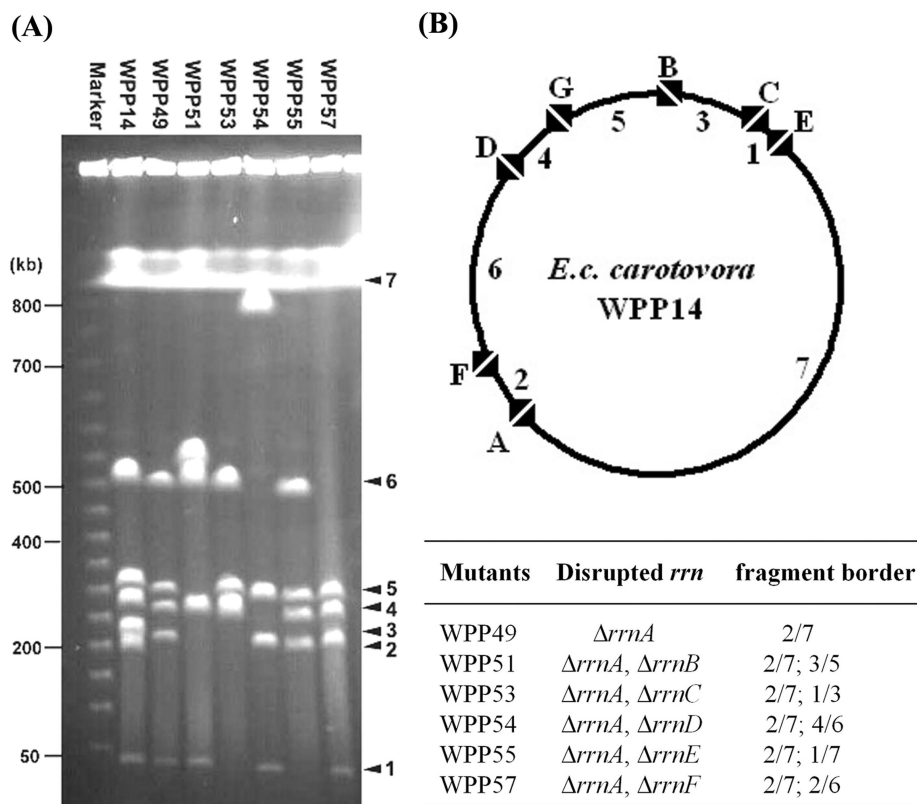 (A)
Marker
WPP14
WPP49
WPP51
WPP53
WPP54
WPP55
WPP57
(kb)
800
700
500
400
200
50
7
6
5
4
3
2
1
(B)
B
C
E
G
D
F
A
5
3
1
4
6
2
7
E.c. carotovora
WPP14
Mutants Disrupted rrn fragment border
WPP49 ΔrrnA 2/7
WPP51 ΔrrnA, ΔrrnB 2/7; 3/5
WPP53 ΔrrnA, ΔrrnC 2/7; 1/3
WPP54 ΔrrnA, ΔrrnD 2/7; 4/6
WPP55 ΔrrnA, ΔrrnE 2/7; 1/7
WPP57 ΔrrnA, ΔrrnF 2/7; 2/6